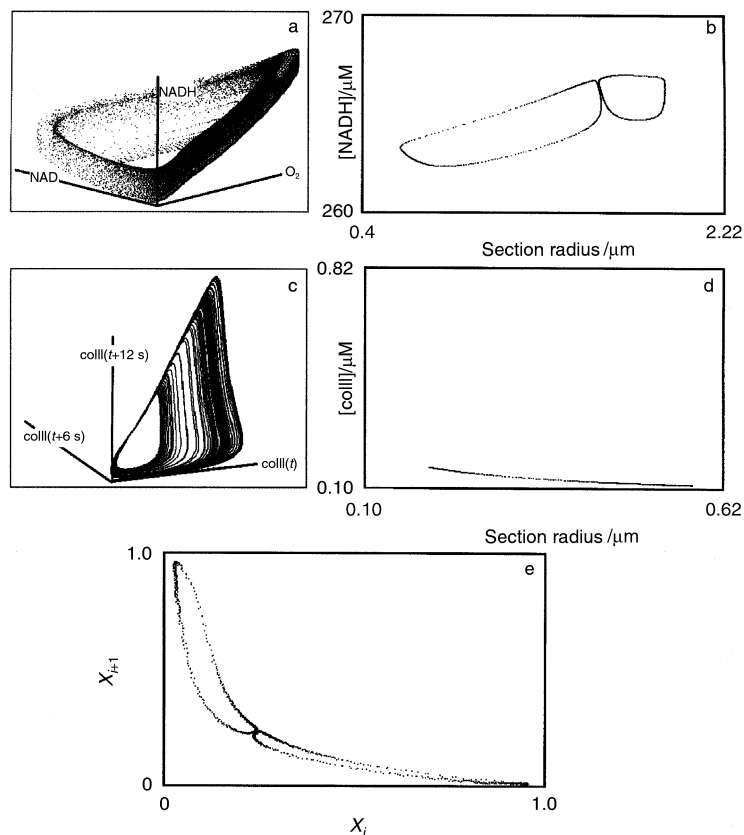 a
NADH
NAD
O2
b
270
[NADH]/μM
260
0.4
2.22
Section radius /μm
c
coIII(t+12 s)
coIII(t+6 s)
coIII(t)
d
0.82
[coIII]/μM
0.10
0.10
0.62
Section radius /μm
e
1.0
Xi+1
0
0
1.0
Xi